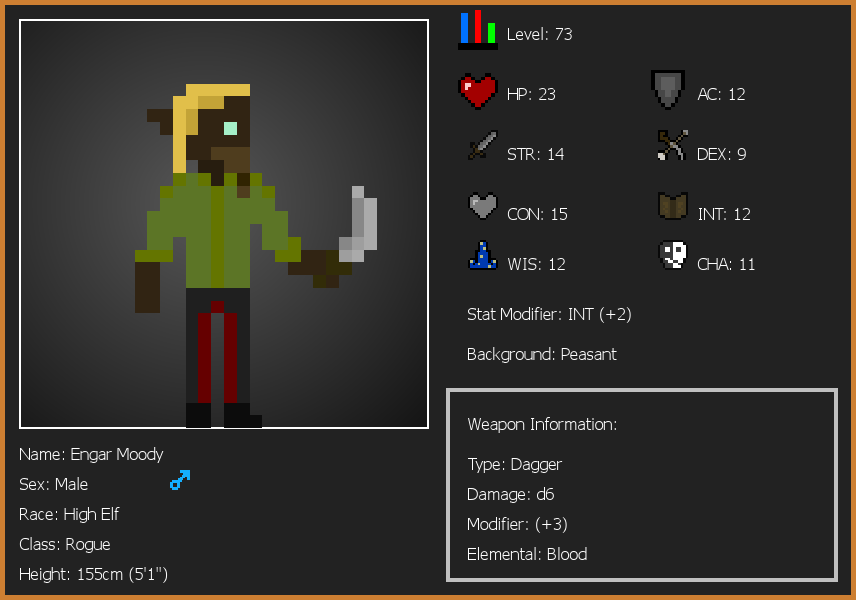 Level: 73
HP: 23
AC: 12
STR: 14
DEX: 9
CON: 15
INT: 12
WIS: 12
CHA: 11
Stat Modifier: INT (+2)
Background: Peasant
Weapon Information:
Type: Dagger
Damage: d6
Modifier: (+3)
Elemental: Blood
Name: Engar Moody
Sex: Male
Race: High Elf
Class: Rogue
Height: 155cm (5'1")